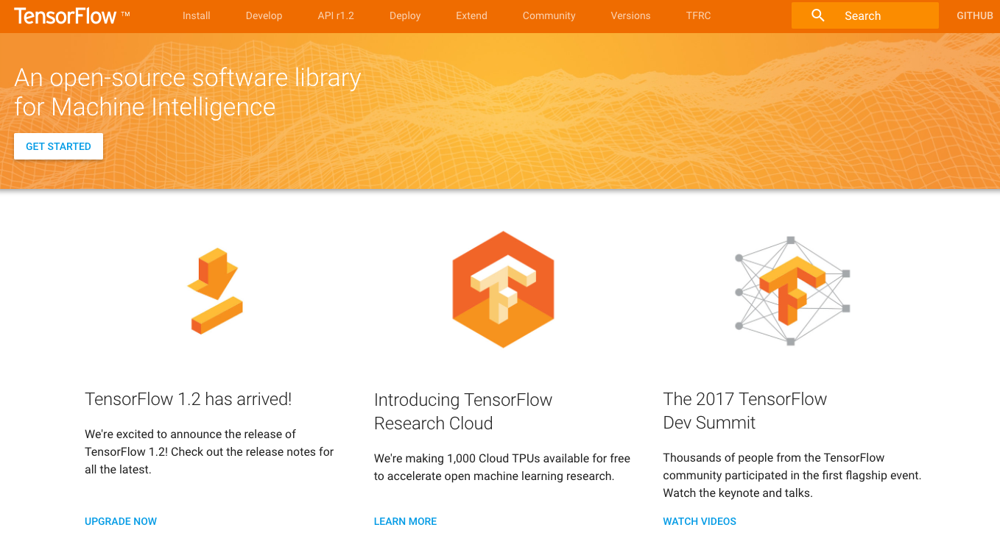 TensorFlow ™ Install Develop API r1.2 Deploy Extend Community Versions TFRC Search GITHUB
An open-source software library
for Machine Intelligence
GET STARTED
TensorFlow 1.2 has arrived!
We're excited to announce the release of
TensorFlow 1.2! Check out the release notes for
all the latest.
UPGRADE NOW
Introducing TensorFlow
Research Cloud
We're making 1,000 Cloud TPUs available for free
to accelerate open machine learning research.
LEARN MORE
The 2017 TensorFlow
Dev Summit
Thousands of people from the TensorFlow
community participated in the first flagship event.
Watch the keynote and talks.
WATCH VIDEOS